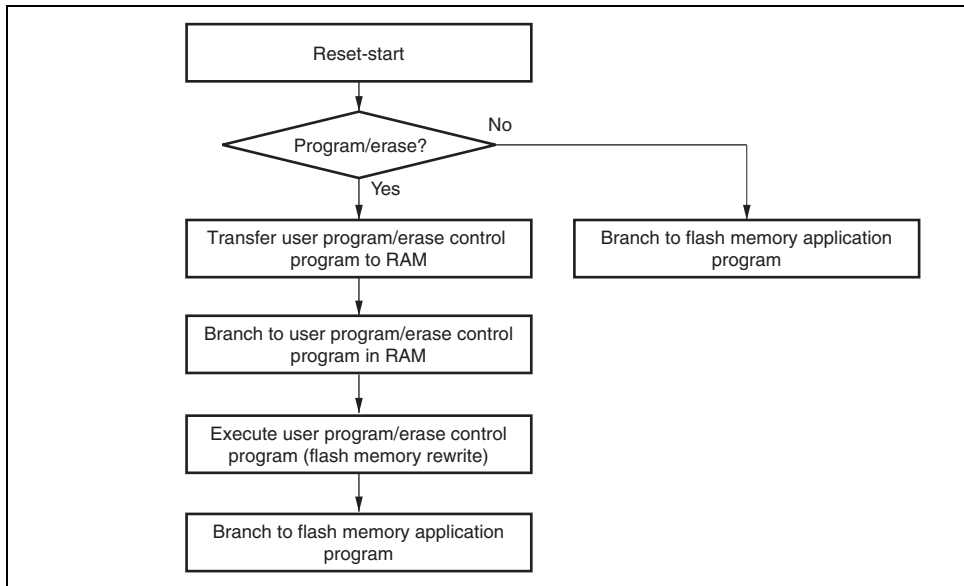 Reset-start
Program/erase?
No
Yes
Transfer user program/erase control
program to RAM
Branch to flash memory application
program
Branch to user program/erase control
program in RAM
Execute user program/erase control
program (flash memory rewrite)
Branch to flash memory application
program